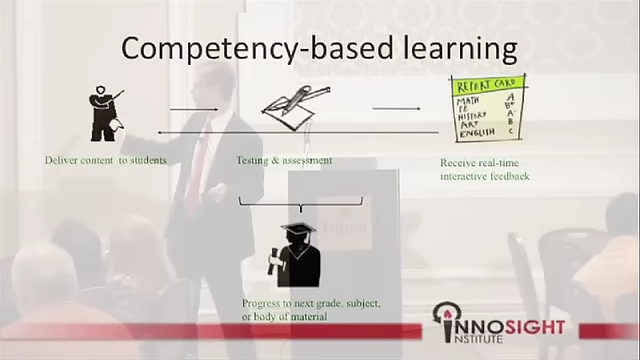 Competency-based learning
REPORT CARD
MATH A
PE B+
HISTORY A-
ART B
ENGLISH C
Deliver content to students
Testing & assessment
Receive real-time
interactive feedback
Progress to next grade, subject,
or body of material
INNOSIGHT
INSTITUTE